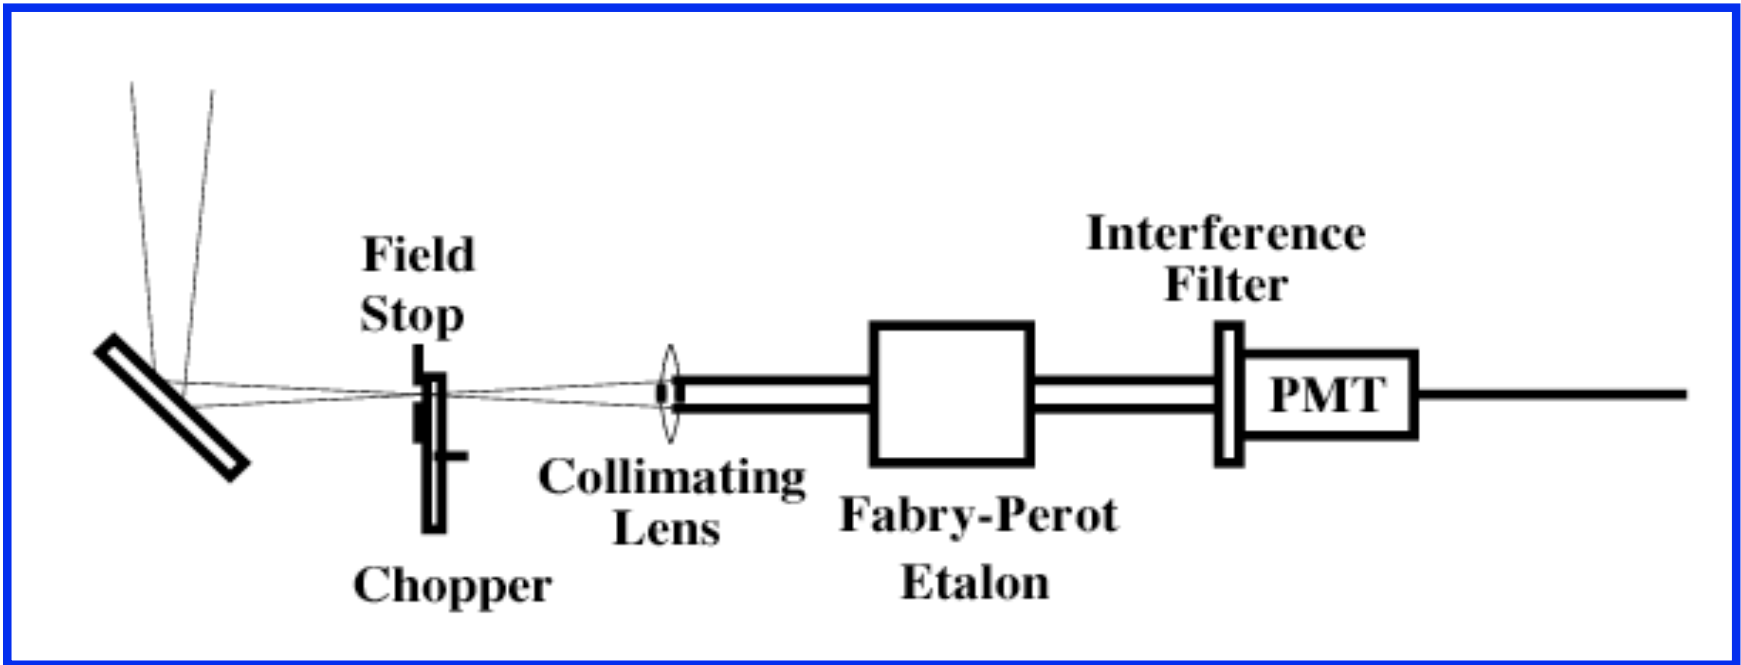 Field
Stop
Chopper
Collimating
Lens
Fabry-Perot
Etalon
Interference
Filter
PMT